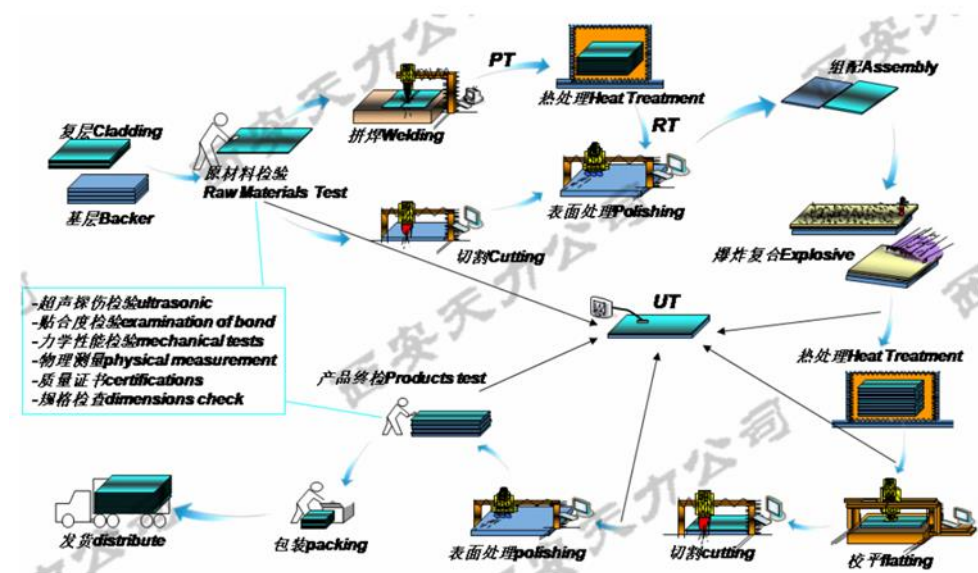 复层Cladding
基层Backer
原材料检验
Raw Materials Test
拼焊Welding
PT
热处理Heat Treatment
RT
切割Cutting
表面处理Polishing
组配Assembly
爆炸复合Explosive
UT
热处理Heat Treatment
校平flatting
切割cutting
表面处理polishing
产品终检Products test
包装packing
发货distribute
-超声探伤检验ultrasonic
-贴合度检验examination of bond
-力学性能检验mechanical tests
-物理测量physical measurement
-质量证书certifications
-规格检查dimensions check
西安天力公司
西安天力公司